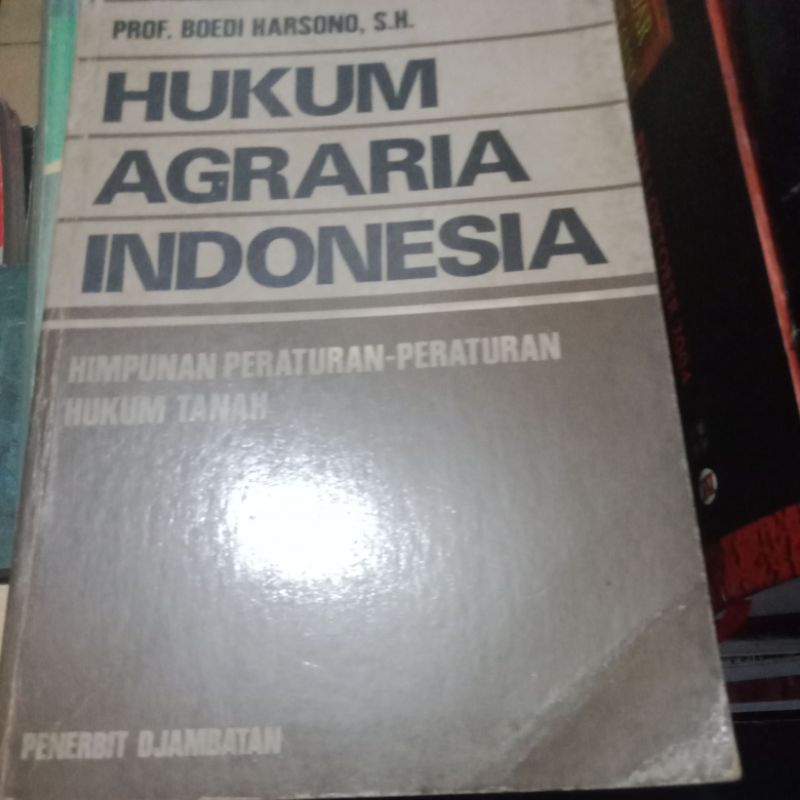 PROF. BOEDI HARSONO, S.H.
HUKUM
AGRARIA
INDONESIA
HIMPUNAN PERATURAN-PERATURAN
HUKUM TANAH
PENERBIT DJAMBATAN